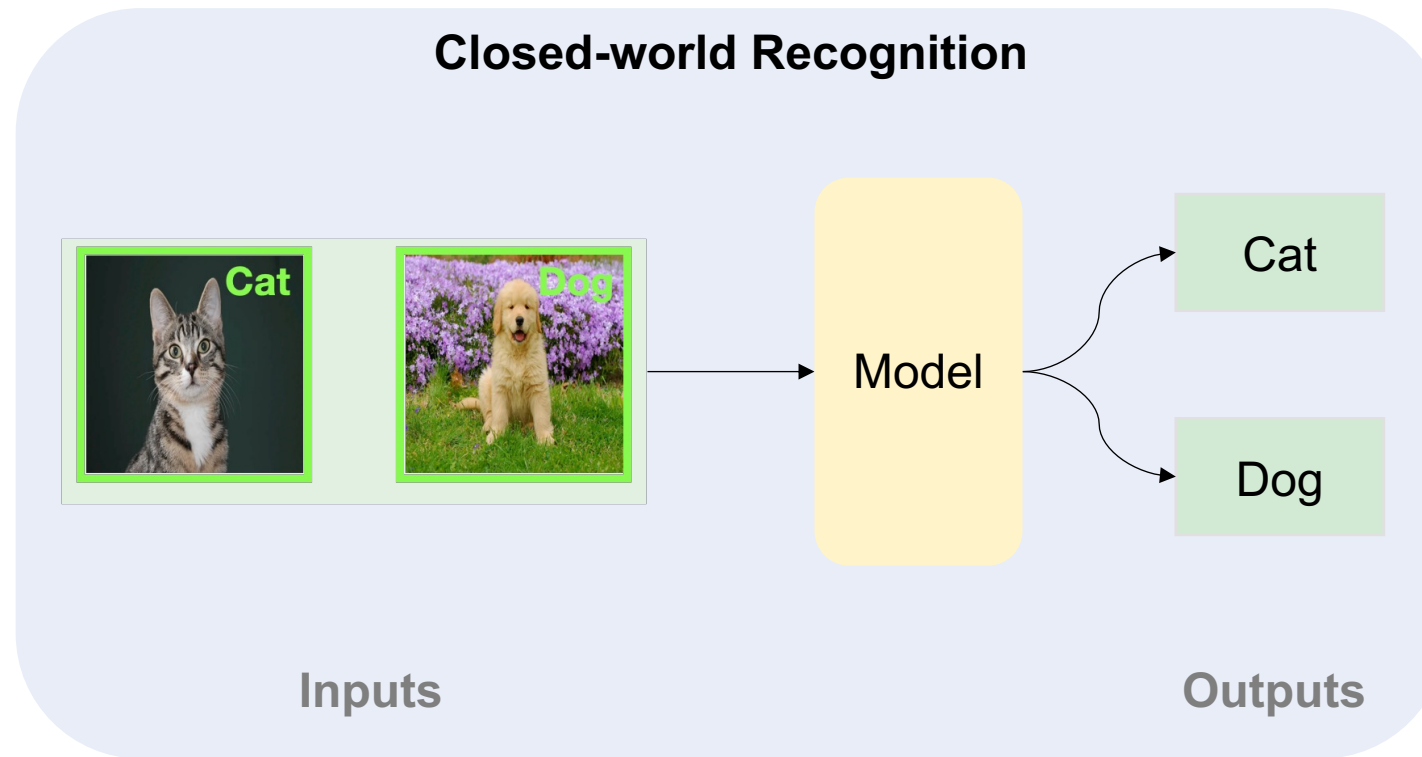 Closed-world Recognition
Cat
Dog
Model
Cat
Dog
Inputs
Outputs